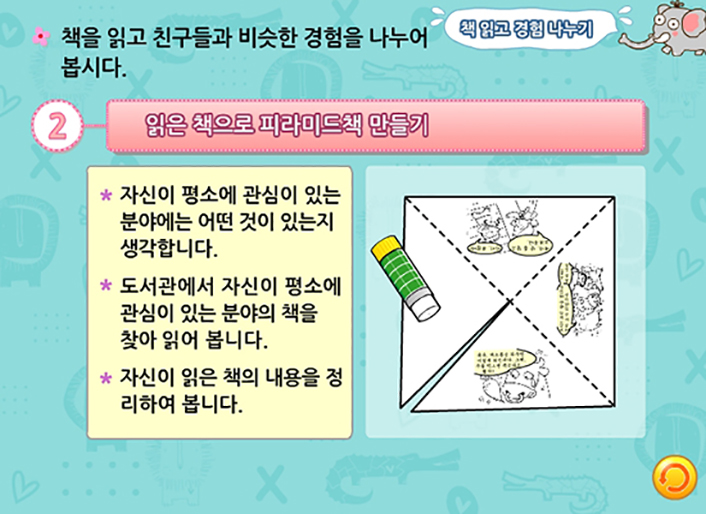 책 읽고 경험 나누기
책을 읽고 친구들과 비슷한 경험을 나누어
봅시다.
2
읽은 책으로 피라미드책 만들기
* 자신이 평소에 관심이 있는
분야에는 어떤 것이 있는지
생각합니다.
* 도서관에서 자신이 평소에
관심이 있는 분야의 책을
찾아 읽어 봅니다.
* 자신이 읽은 책의 내용을 정
리하여 봅니다.